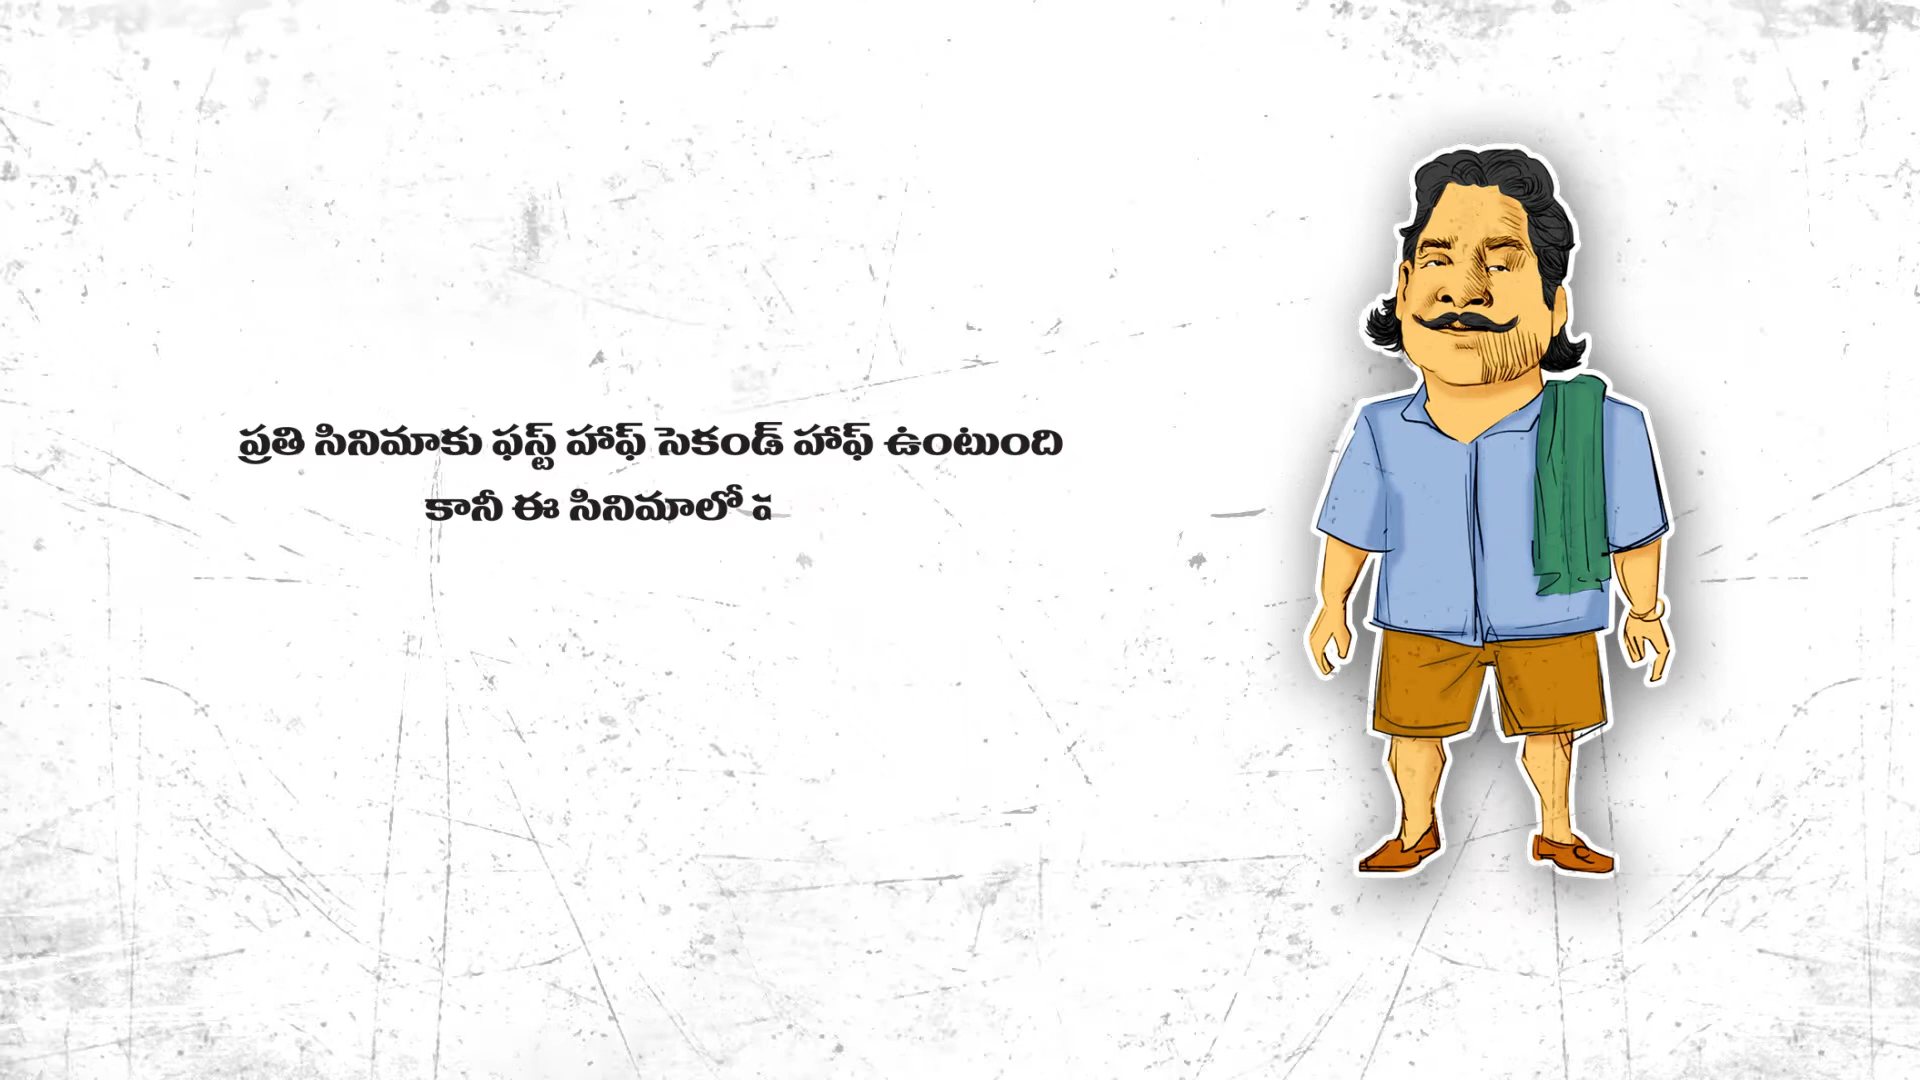 ప్రతి సినిమాకు ఫస్ట్ హాఫ్ సెకండ్ హాఫ్ ఉంటుంది
కానీ ఈ సినిమాలో